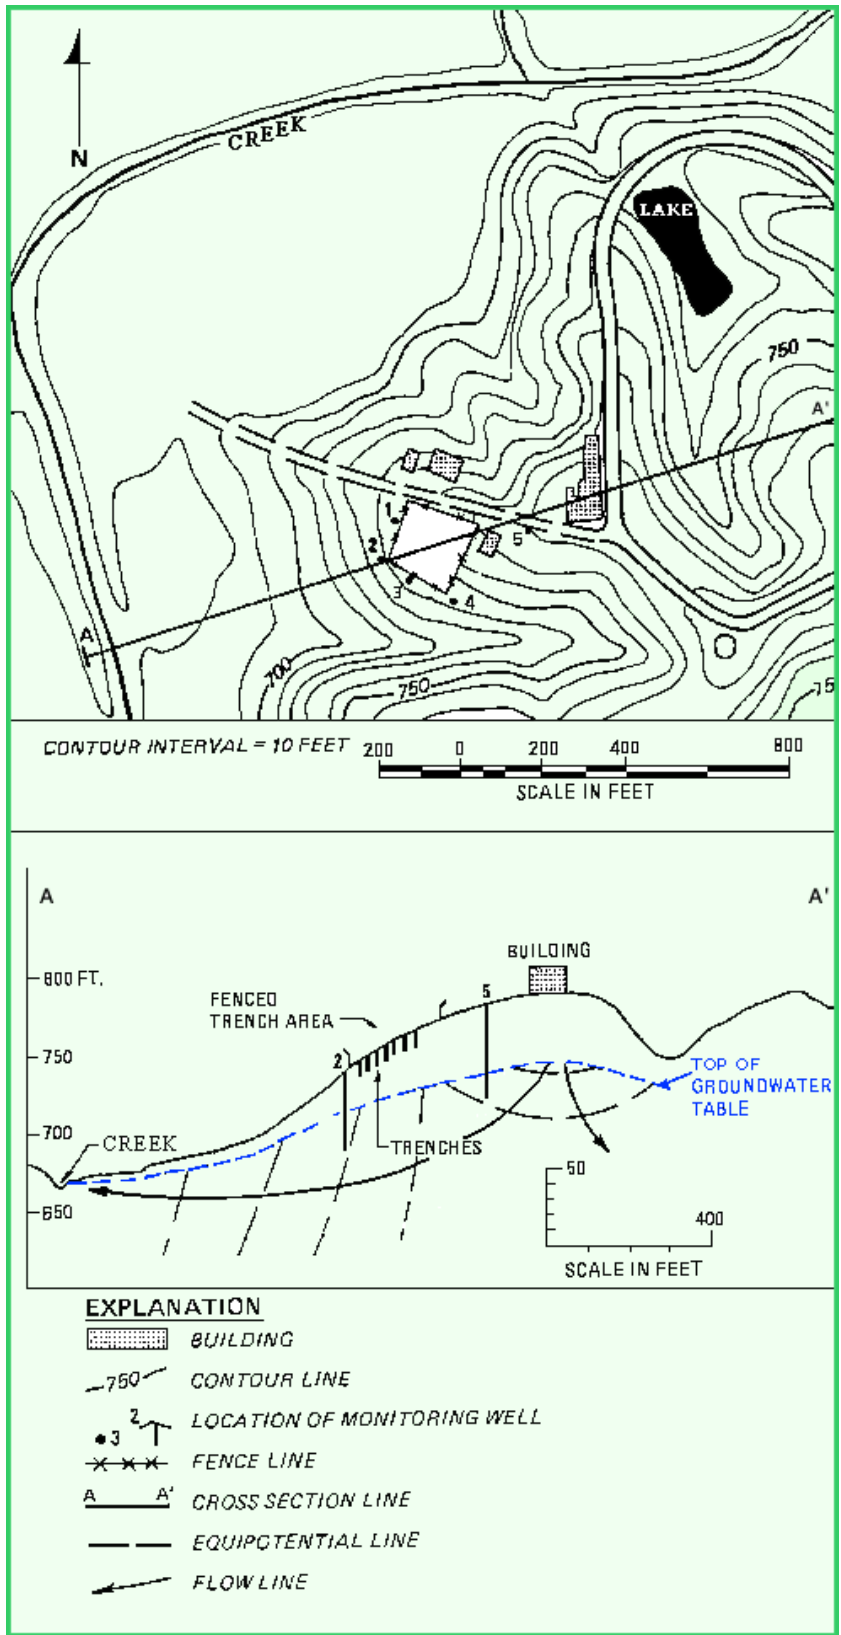 N
CREEK
LAKE
750
A'
1
2
3
4
5
A
700
750
75
CONTOUR INTERVAL = 10 FEET
200 0 200 400 800
SCALE IN FEET
A A'
800 FT.
BUILDING
FENCED
TRENCH AREA
5
2
750
TOP OF
GROUNDWATER
TABLE
700
CREEK
TRENCHES
650
50
400
SCALE IN FEET
EXPLANATION
BUILDING
750 CONTOUR LINE
2
3 LOCATION OF MONITORING WELL
FENCE LINE
A A' CROSS SECTION LINE
EQUIPOTENTIAL LINE
FLOW LINE